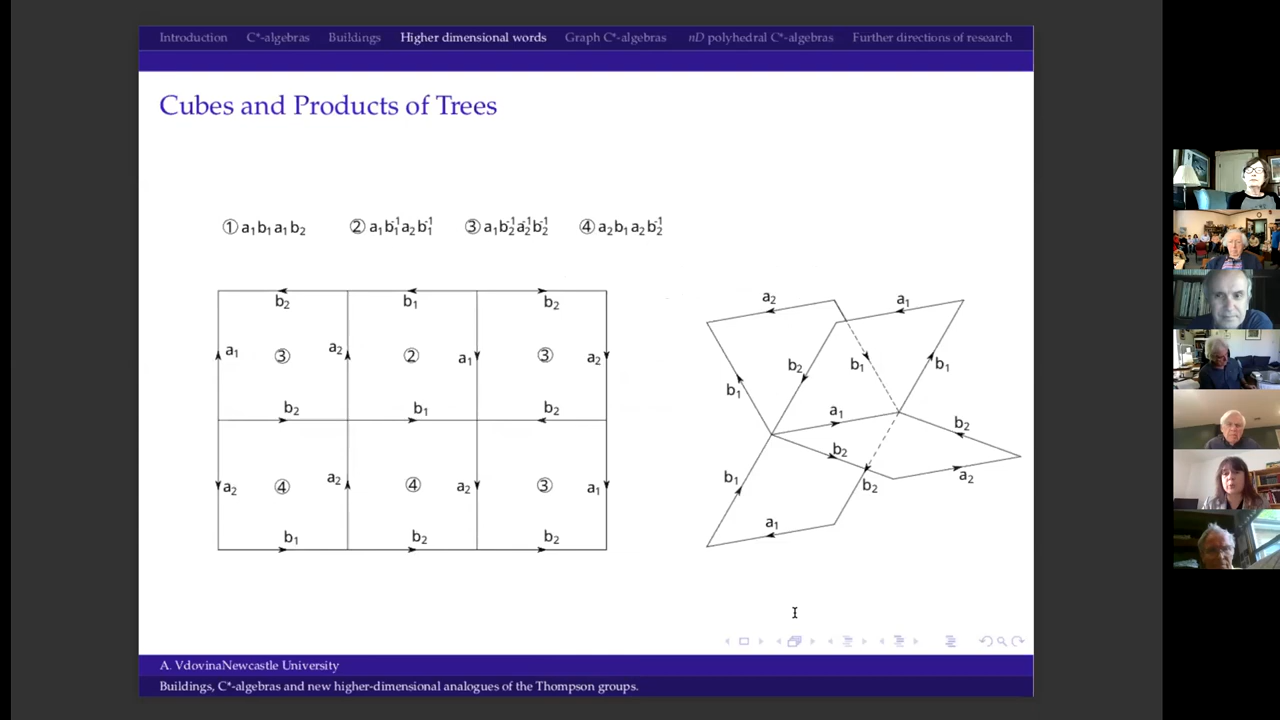 Introduction C*-algebras Buildings Higher dimensional words Graph C*-algebras nD polyhedral C*-algebras Further directions of research
Cubes and Products of Trees
① a₁b₁a₁b₂ ② a₁b₁⁻¹a₂b₁⁻¹ ③ a₁b₂⁻¹a₂⁻¹b₂⁻¹ ④ a₂b₁a₂b₂⁻¹
b₂ b₁ b₂
a₁ ③ a₂ ② a₁ ③ a₂
b₂ b₁ b₂
a₂ ④ a₂ ④ a₂ ③ a₁
b₁ b₂ b₂
a₂ a₁
b₁ b₂ b₁ b₁
a₁ b₂
b₂
b₁ b₂ a₂
a₁
A. VdovinaNewcastle University
Buildings, C*-algebras and new higher-dimensional analogues of the Thompson groups.